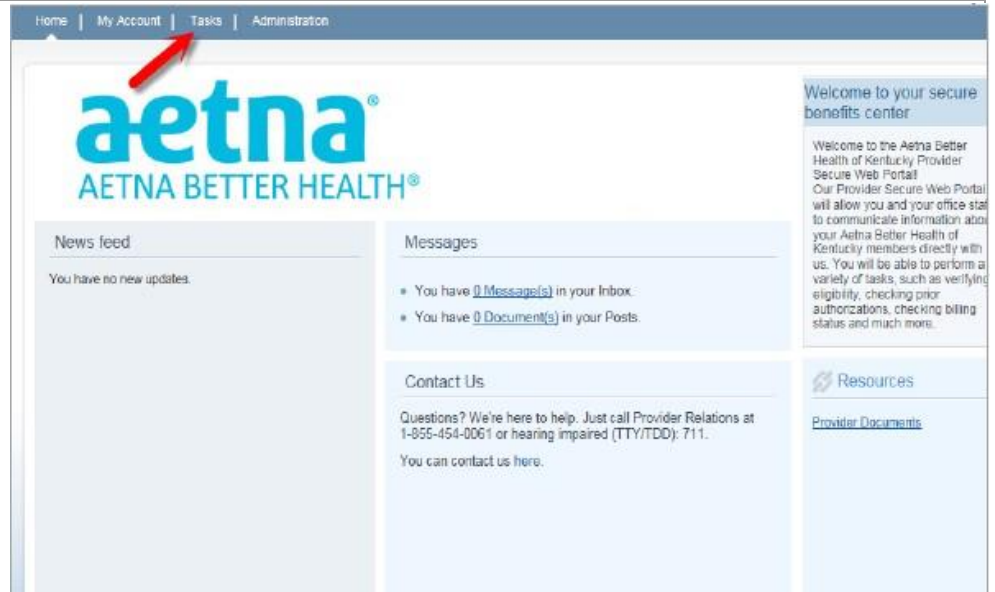 Home | My Account | Tasks | Administration
aetna®
AETNA BETTER HEALTH®
News feed
You have no new updates.
Messages
• You have 0 Message(s) in your Inbox.
• You have 0 Document(s) in your Posts.
Contact Us
Questions? We're here to help. Just call Provider Relations at
1-855-454-0061 or hearing impaired (TTY/TDD): 711.
You can contact us here.
Welcome to your secure
benefits center
Welcome to the Aetna Better
Health of Kentucky Provider
Secure Web Portal!
Our Provider Secure Web Portal
will allow you and your office staf
to communicate information abou
your Aetna Better Health of
Kentucky members directly with
us. You will be able to perform a
variety of tasks, such as verifying
eligibility, checking prior
authorizations, checking billing
status and much more.
Resources
Provider Documents